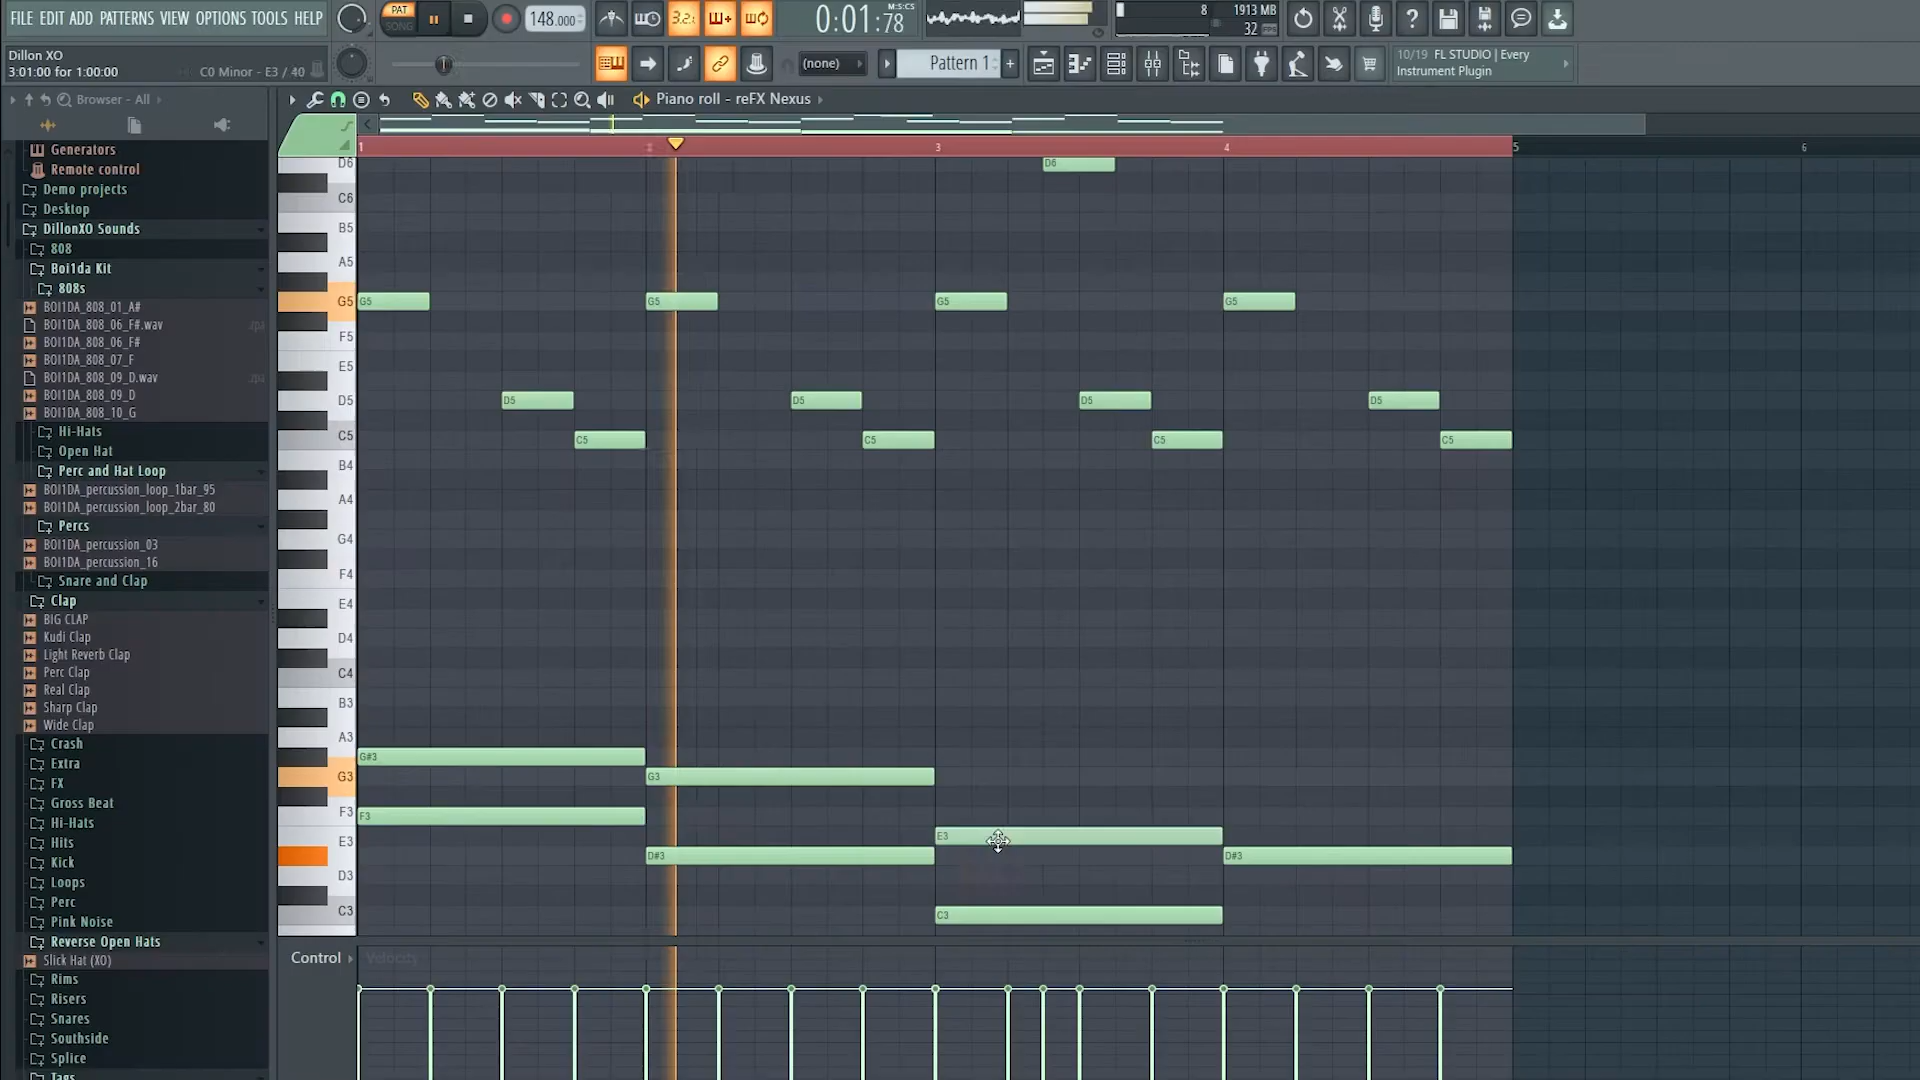 FILE EDIT ADD PATTERNS VIEW OPTIONS TOOLS HELP
PAT
SONG
148.000
3.2.
0:01:78
M:S:CS
8
1913 MB
32
Dillon XO
3:01:00 for 1:00:00
C0 Minor - E3 / 40
(none)
Pattern 1
10/19 FL STUDIO | Every
Instrument Plugin
Browser - All
Piano roll - reFX Nexus
Generators
Remote control
Demo projects
Desktop
DillonXO Sounds
808
Boi1da Kit
808s
BOI1DA_808_01_A#
BOI1DA_808_06_F#.wav
BOI1DA_808_06_F#
BOI1DA_808_07_F
BOI1DA_808_09_D.wav
BOI1DA_808_09_D
BOI1DA_808_10_G
Hi-Hats
Open Hat
Perc and Hat Loop
BOI1DA_percussion_loop_1bar_95
BOI1DA_percussion_loop_2bar_80
Percs
BOI1DA_percussion_03
BOI1DA_percussion_16
Snare and Clap
Clap
BIG CLAP
Kudi Clap
Light Reverb Clap
Perc Clap
Real Clap
Sharp Clap
Wide Clap
Crash
Extra
FX
Gross Beat
Hi-Hats
Hits
Kick
Loops
Perc
Pink Noise
Reverse Open Hats
Slick Hat (XO)
Rims
Risers
Snares
Southside
Splice
Tags
1
2
3
4
5
6
D6
D6
C6
B5
A5
G5
G5
G5
G5
G5
F5
E5
D5
D5
D5
D5
D5
C5
C5
C5
C5
C5
B4
A4
G4
F4
E4
D4
C4
B3
A3
G#3
G3
G3
F3
F3
E3
E3
D#3
D#3
D3
C3
C3
Control
Velocity